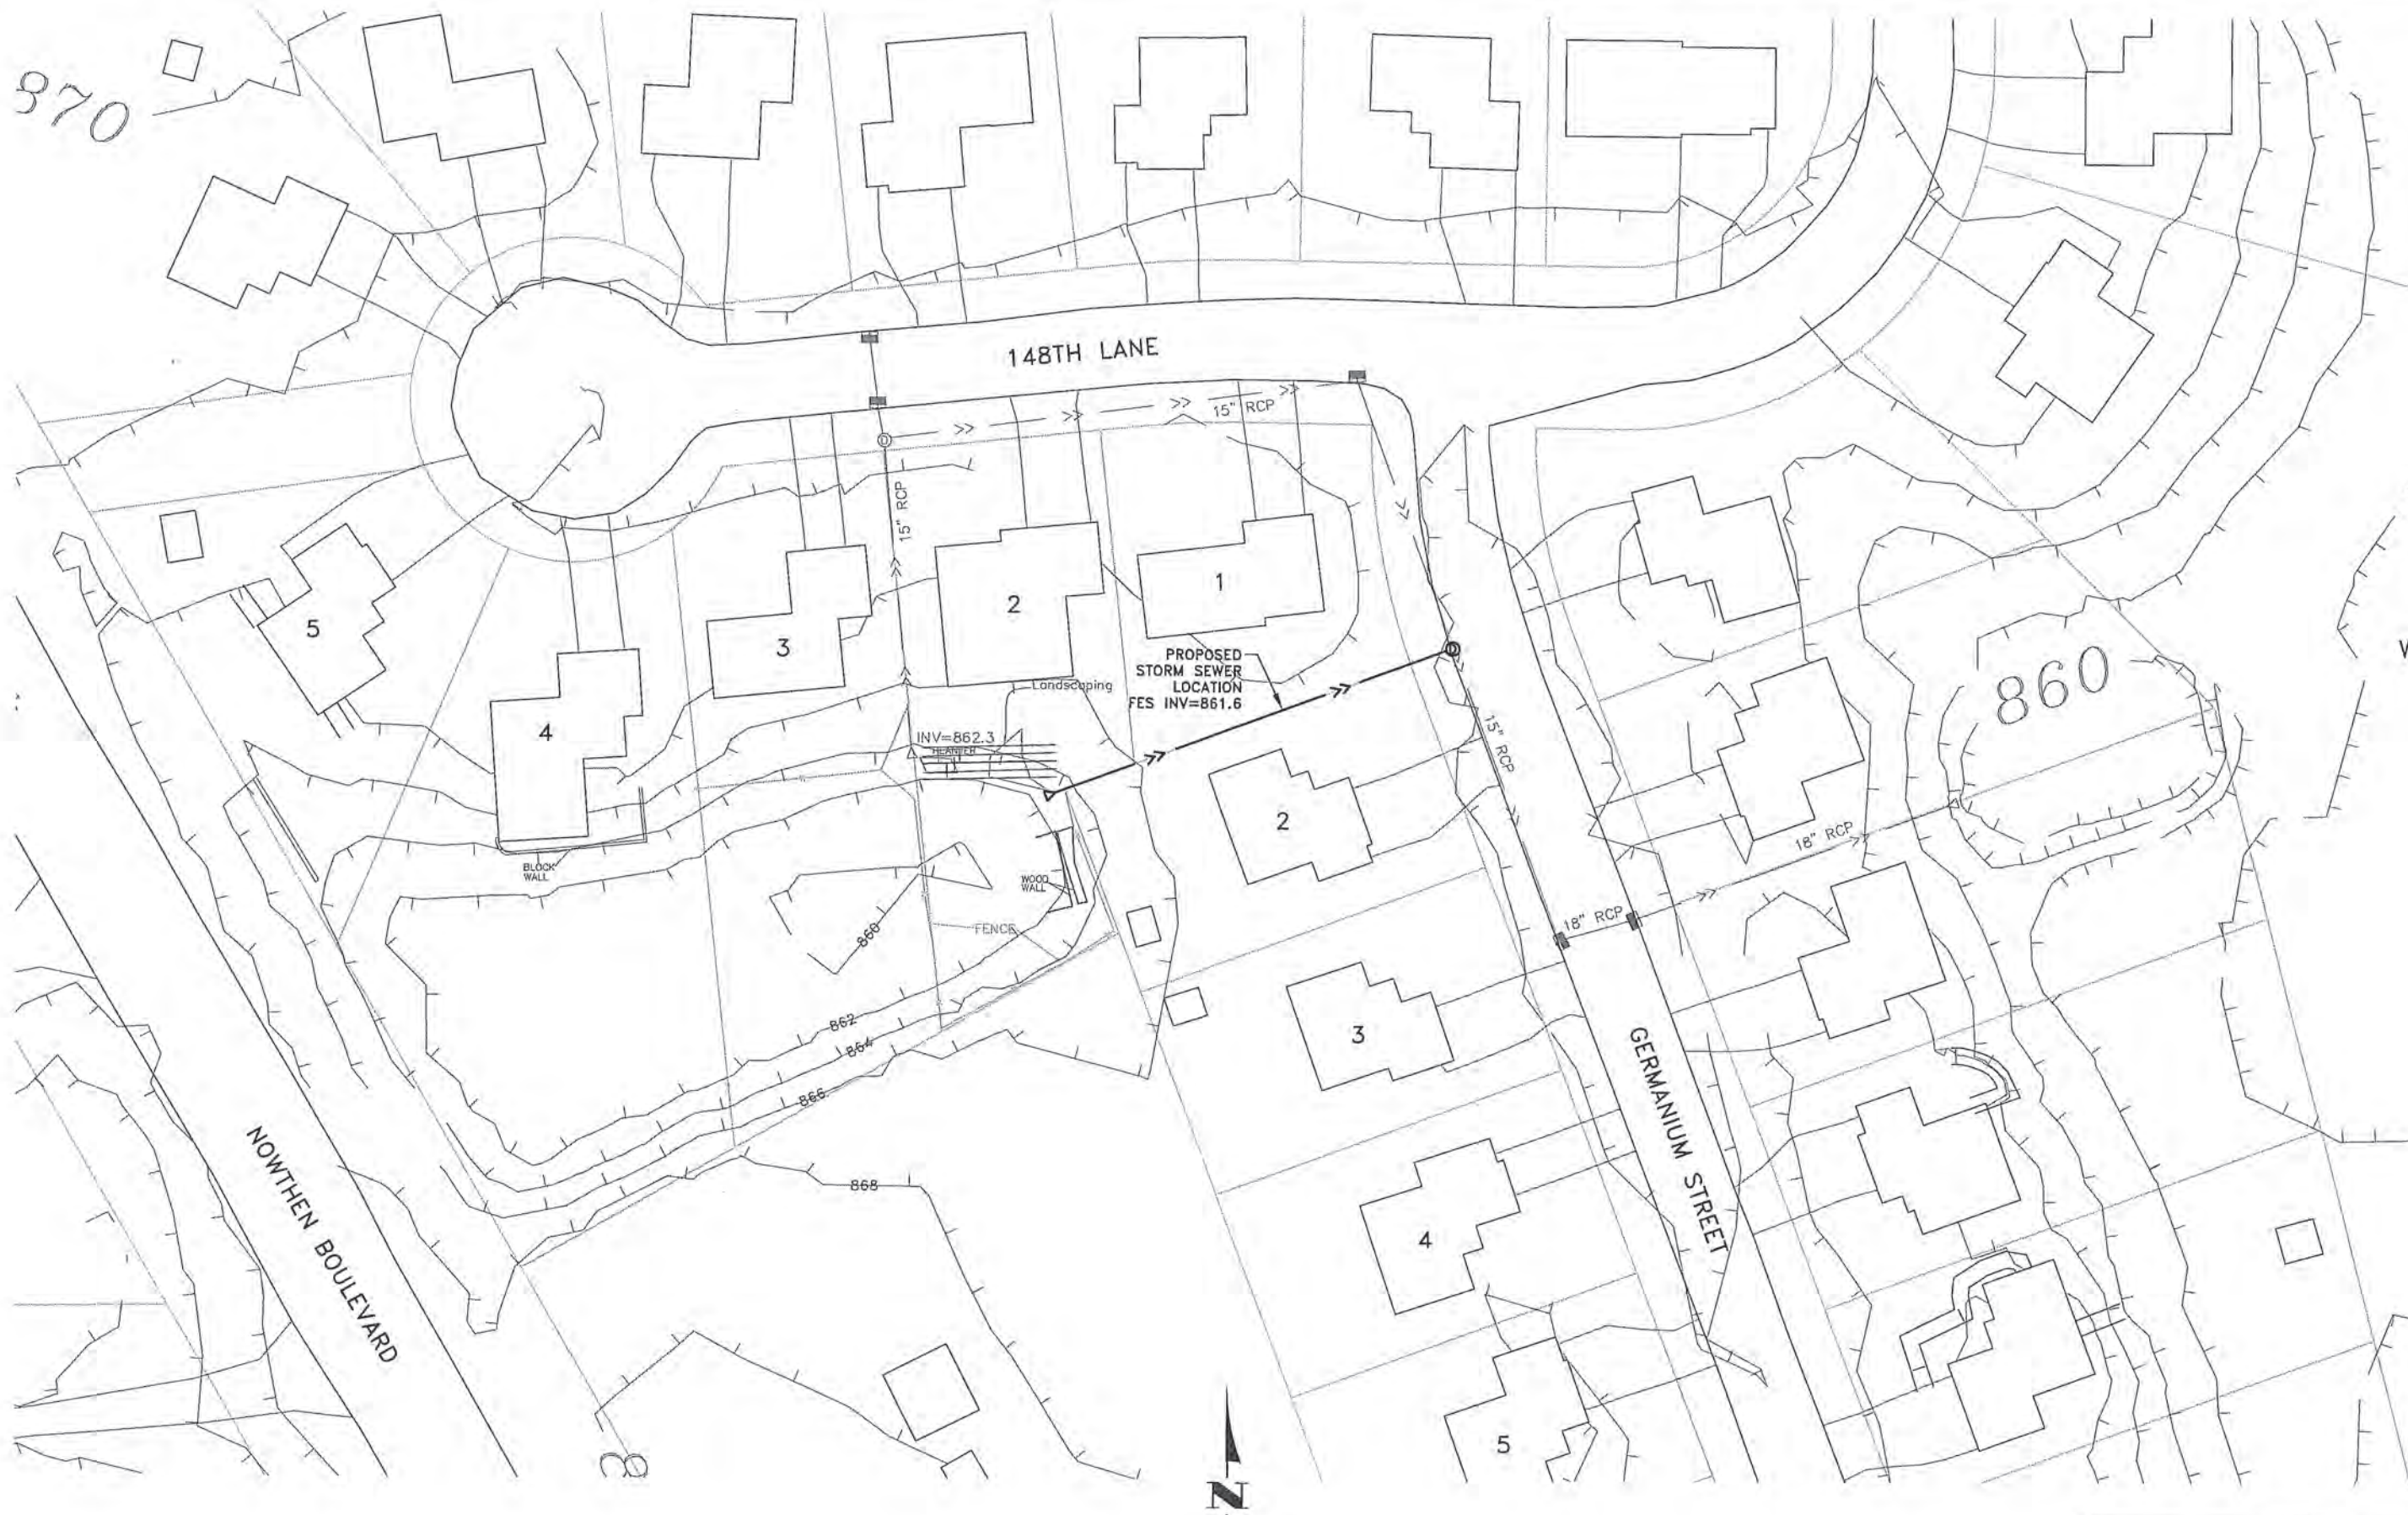 870
148TH LANE
15" RCP
15" RCP
5
3
2
1
4
PROPOSED
STORM SEWER
LOCATION
FES INV=861.6
Landscaping
INV=862.3
PLANTER
860
15" RCP
2
BLOCK
WALL
WOOD
WALL
18" RCP
860
FENCE
18" RCP
862
864
866
3
868
GERMANIUM STREET
NOWTHEN BOULEVARD
4
5
N